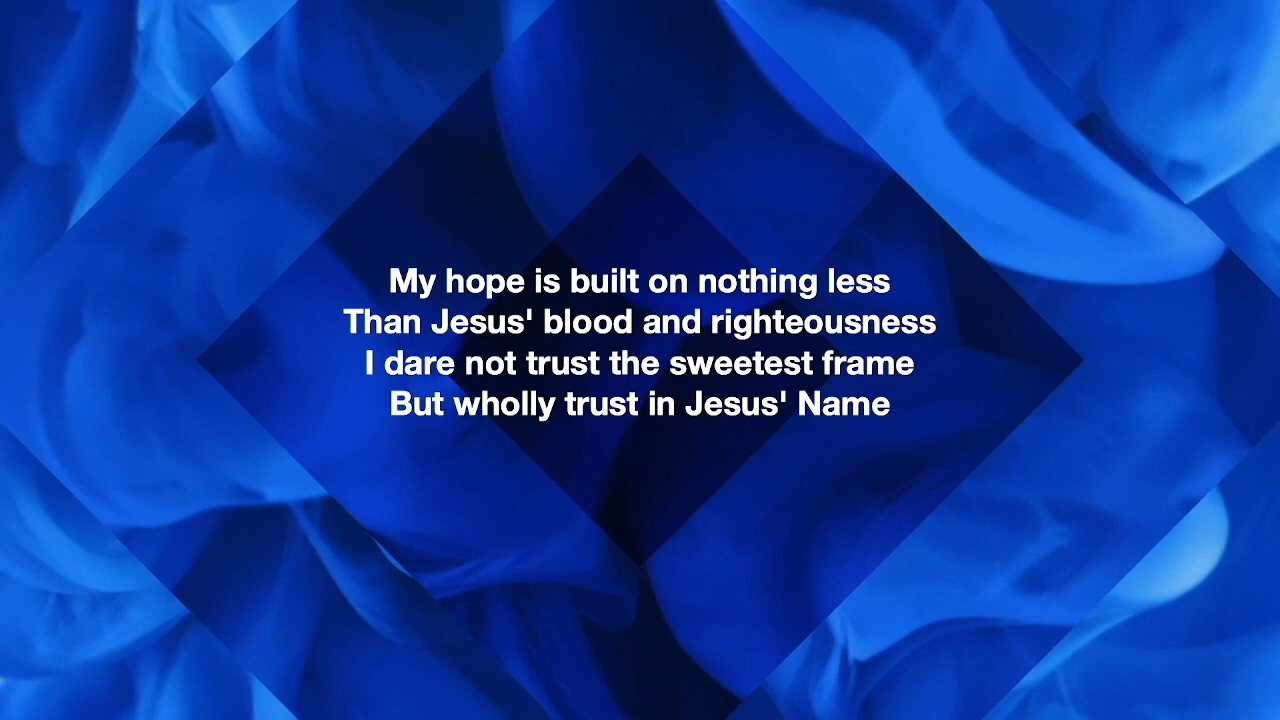 My hope is built on nothing less
Than Jesus' blood and righteousness
I dare not trust the sweetest frame
But wholly trust in Jesus' Name